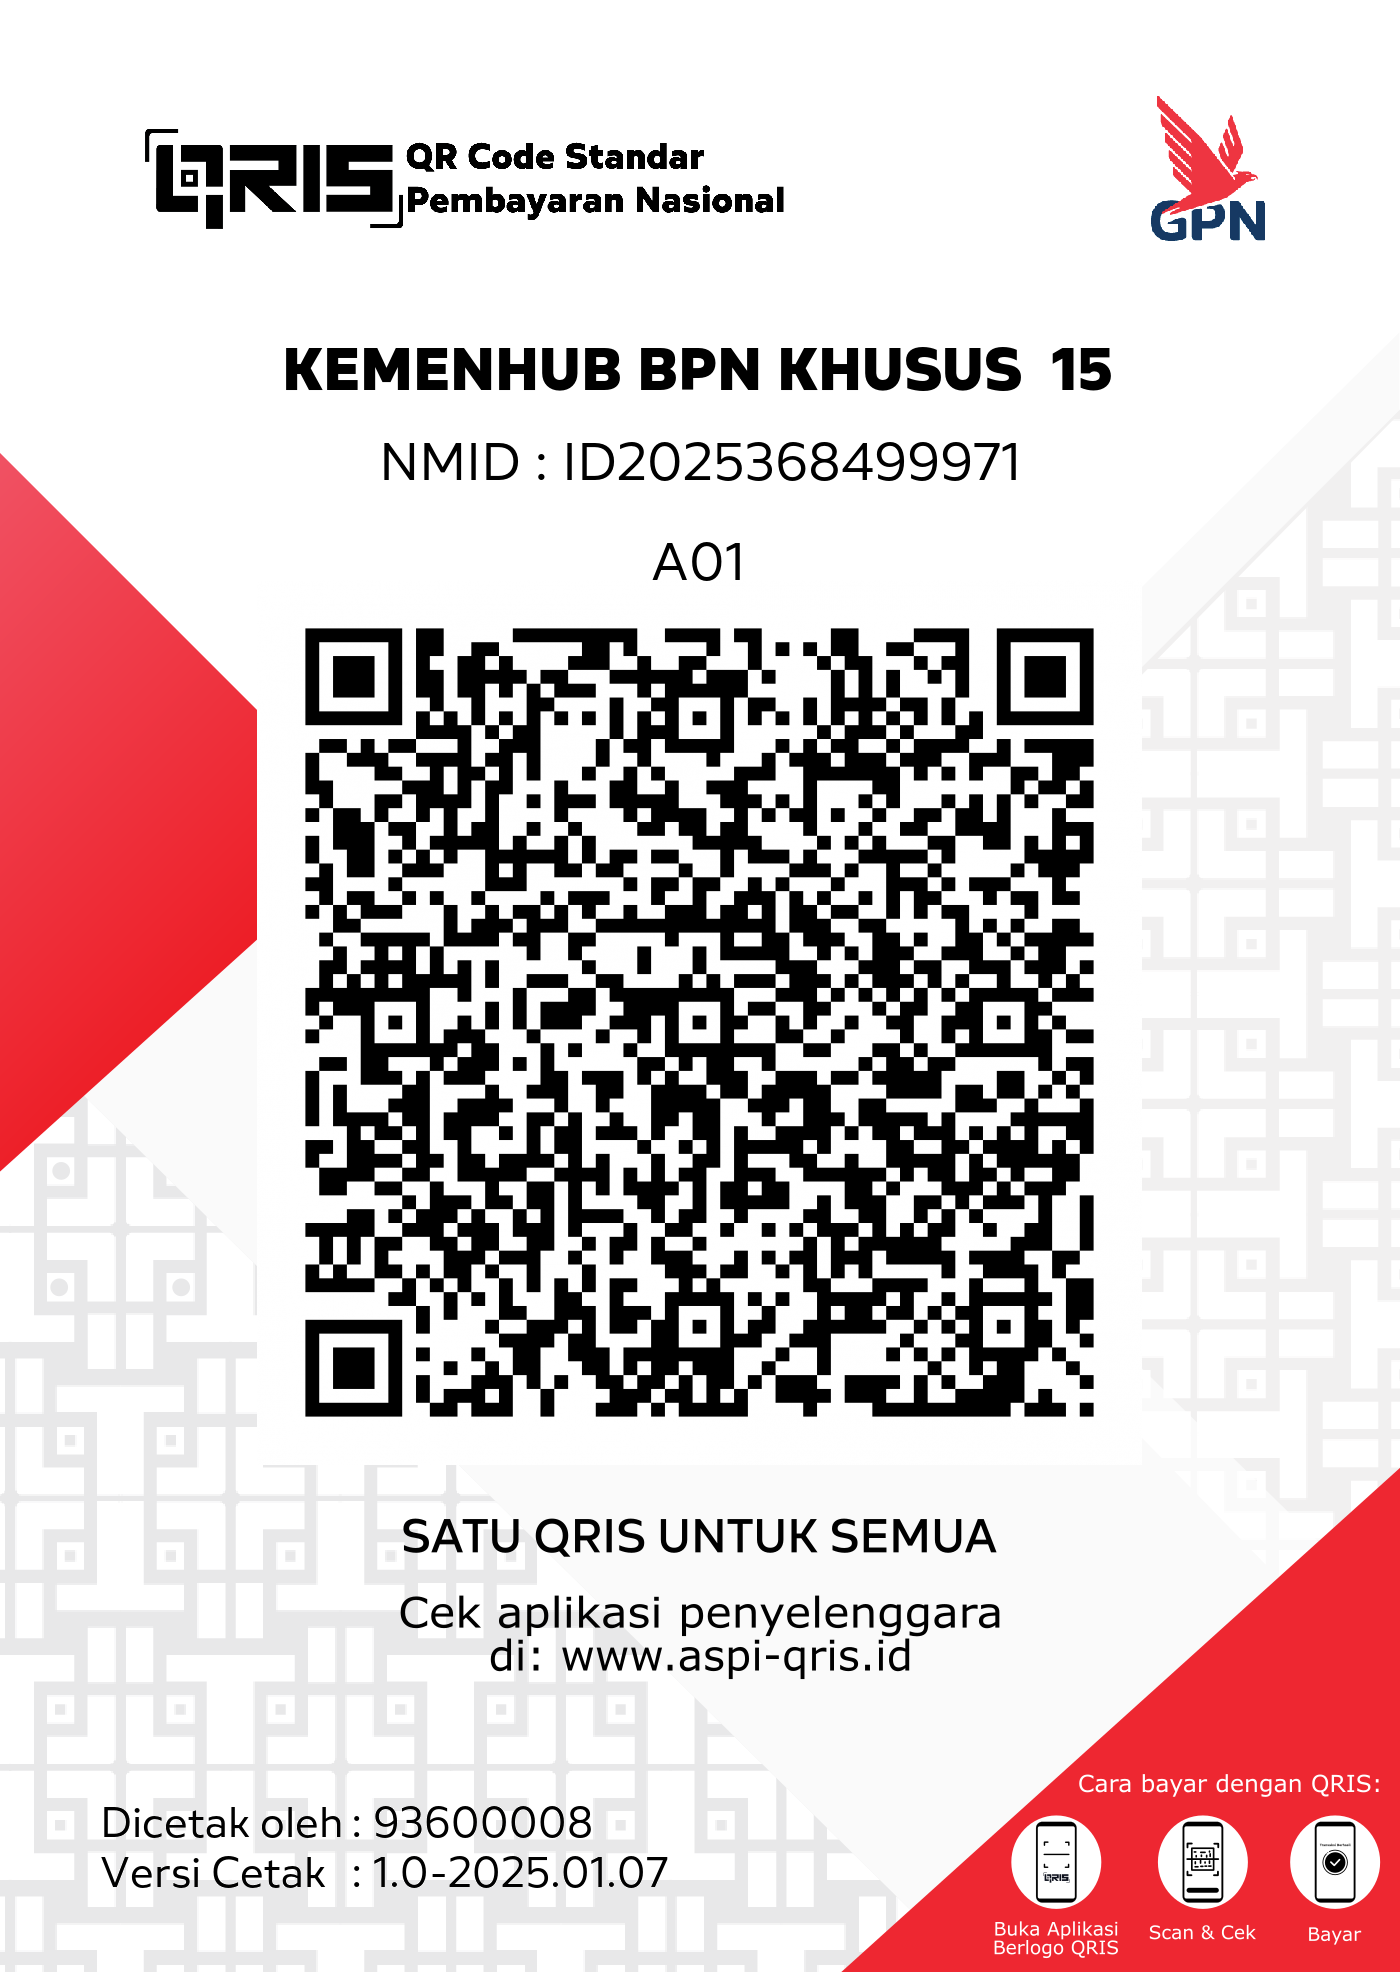 QRIS QR Code Standar
Pembayaran Nasional
GPN
KEMENHUB BPN KHUSUS 15
NMID : ID2025368499971
A01
SATU QRIS UNTUK SEMUA
Cek aplikasi penyelenggara
di: www.aspi-qris.id
Dicetak oleh : 93600008
Versi Cetak : 1.0-2025.01.07
Cara bayar dengan QRIS:
QRIS
Buka Aplikasi
Berlogo QRIS
Scan & Cek
Bayar